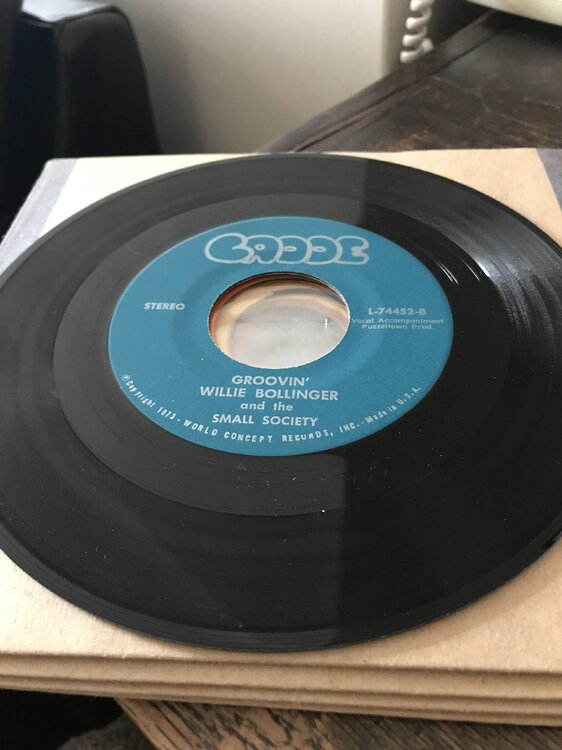 STEREO
L-74452-B
Vocal Accompaniment
Puzzeltown Prod.
GROOVIN'
WILLIE BOLLINGER
and the
SMALL SOCIETY
© Copyright 1973 - WORLD CONCEPT RECORDS, INC. - Made in U.S.A.